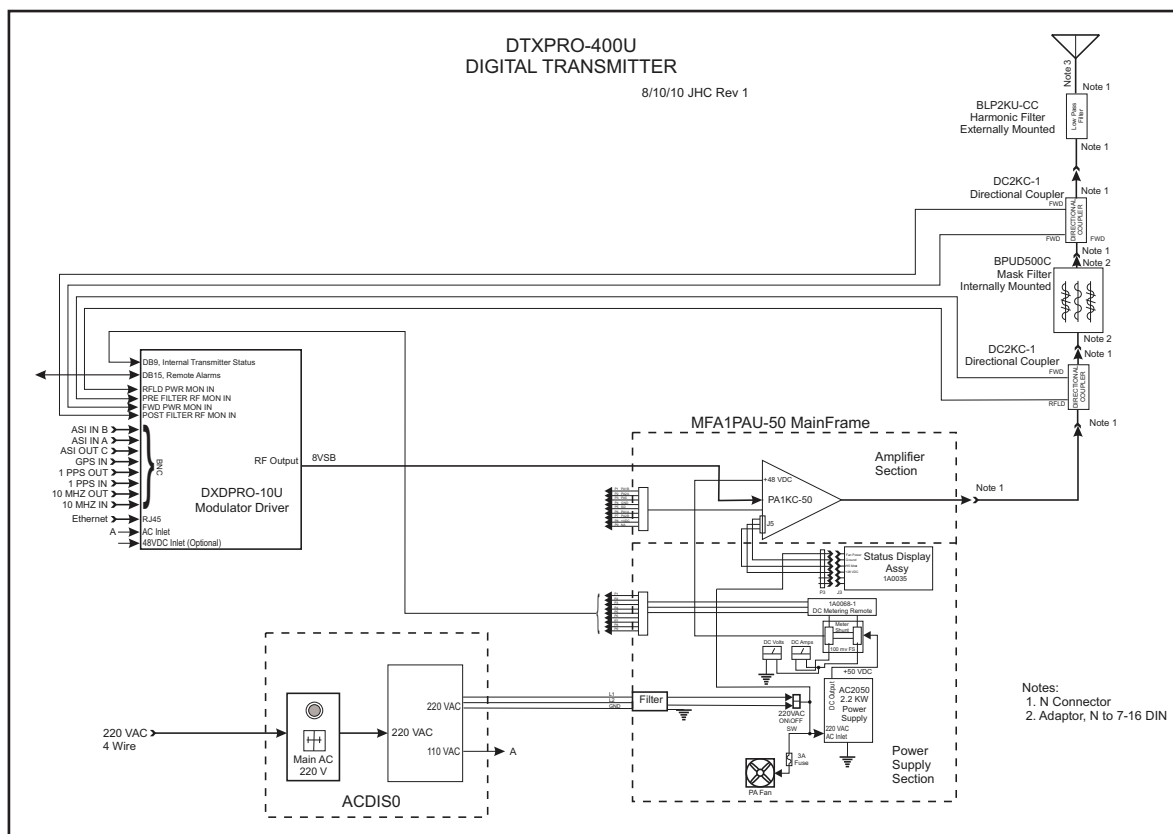 DTXPRO-400U
DIGITAL TRANSMITTER
8/10/10 JHC Rev 1
Note 3
Note 1
BLP2KU-CC
Harmonic Filter
Externally Mounted
Low Pass
Filter
Note 1
DC2KC-1
Directional Coupler
Note 1
FWD
DIRECTIONAL
COUPLER
FWD
FWD
Note 1
Note 2
BPUD500C
Mask Filter
Internally Mounted
Note 2
Note 1
DC2KC-1
Directional Coupler
FWD
DIRECTIONAL
COUPLER
RFLD
Note 1
DB9, Internal Transmitter Status
DB15, Remote Alarms
RFLD PWR MON IN
PRE FILTER RF MON IN
FWD PWR MON IN
POST FILTER RF MON IN
ASI IN B
ASI IN A
ASI OUT C
GPS IN
1 PPS OUT
1 PPS IN
10 MHZ OUT
10 MHZ IN
BNC
RF Output
8VSB
DXDPRO-10U
Modulator Driver
Ethernet
RJ45
A
AC Inlet
48VDC Inlet (Optional)
MFA1PAU-50 MainFrame
Amplifier
Section
+48 VDC
PA1KC-50
J5
Note 1
Status Display
Assy
1A0035
P3
J3
1A0068-1
DC Metering Remote
Meter
Shunt
100 mv FS
DC Volts
DC Amps
+50 VDC
DC Output
AC2050
2.2 KW
Power
Supply
220 VAC
AC Inlet
L1
L2
GND
Filter
220VAC
ON\OFF
SW
3A
Fuse
PA Fan
Power
Supply
Section
220 VAC
4 Wire
Main AC
220 V
220 VAC
220 VAC
110 VAC
A
ACDIS0
Notes:
1. N Connector
2. Adaptor, N to 7-16 DIN